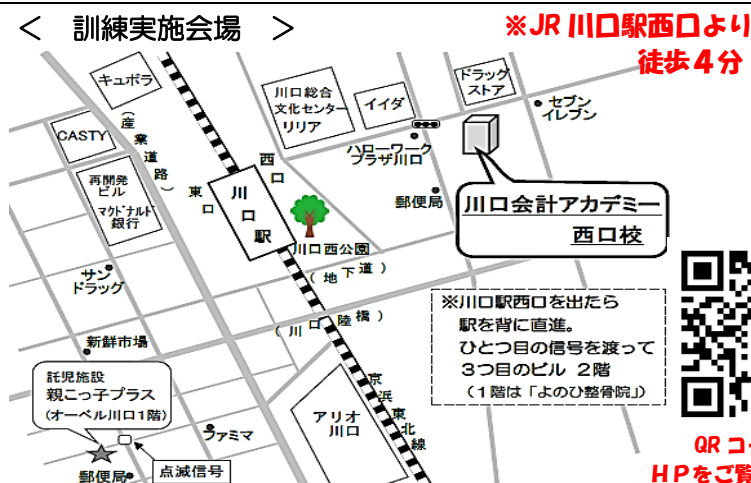 ＜ 訓練実施会場 ＞
※JR川口駅西口より
徒歩4分
キュポラ
CASTY
（産業道路）
再開発
ビル
マクドナルド
銀行
サン
ドラッグ
新鮮市場
託児施設
親こっ子プラス
(オーベル川口1階)
郵便局
点滅信号
ファミマ
東口
川口駅
西口
川口総合
文化センター
リリア
イイダ
ドラッグ
ストア
セブン
イレブン
ハローワーク
プラザ川口
郵便局
川口会計アカデミー
西口校
川口西公園
（地下道）
（川口陸橋）
京浜東北線
アリオ
川口
※川口駅西口を出たら
駅を背に直進。
ひとつ目の信号を渡って
3つ目のビル 2階
（1階は「よのひ整骨院」）
QRコー
HPをご覧